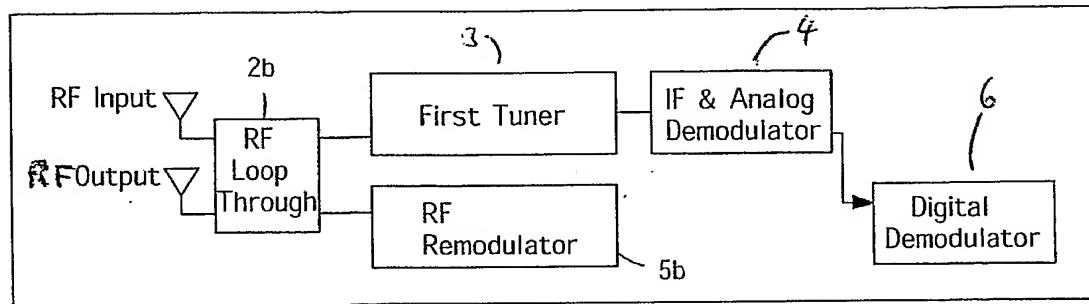 3
4
2b
RF Input
RF Output
RF
Loop
Through
First Tuner
IF & Analog
Demodulator
6
RF
Remodulator
5b
Digital
Demodulator